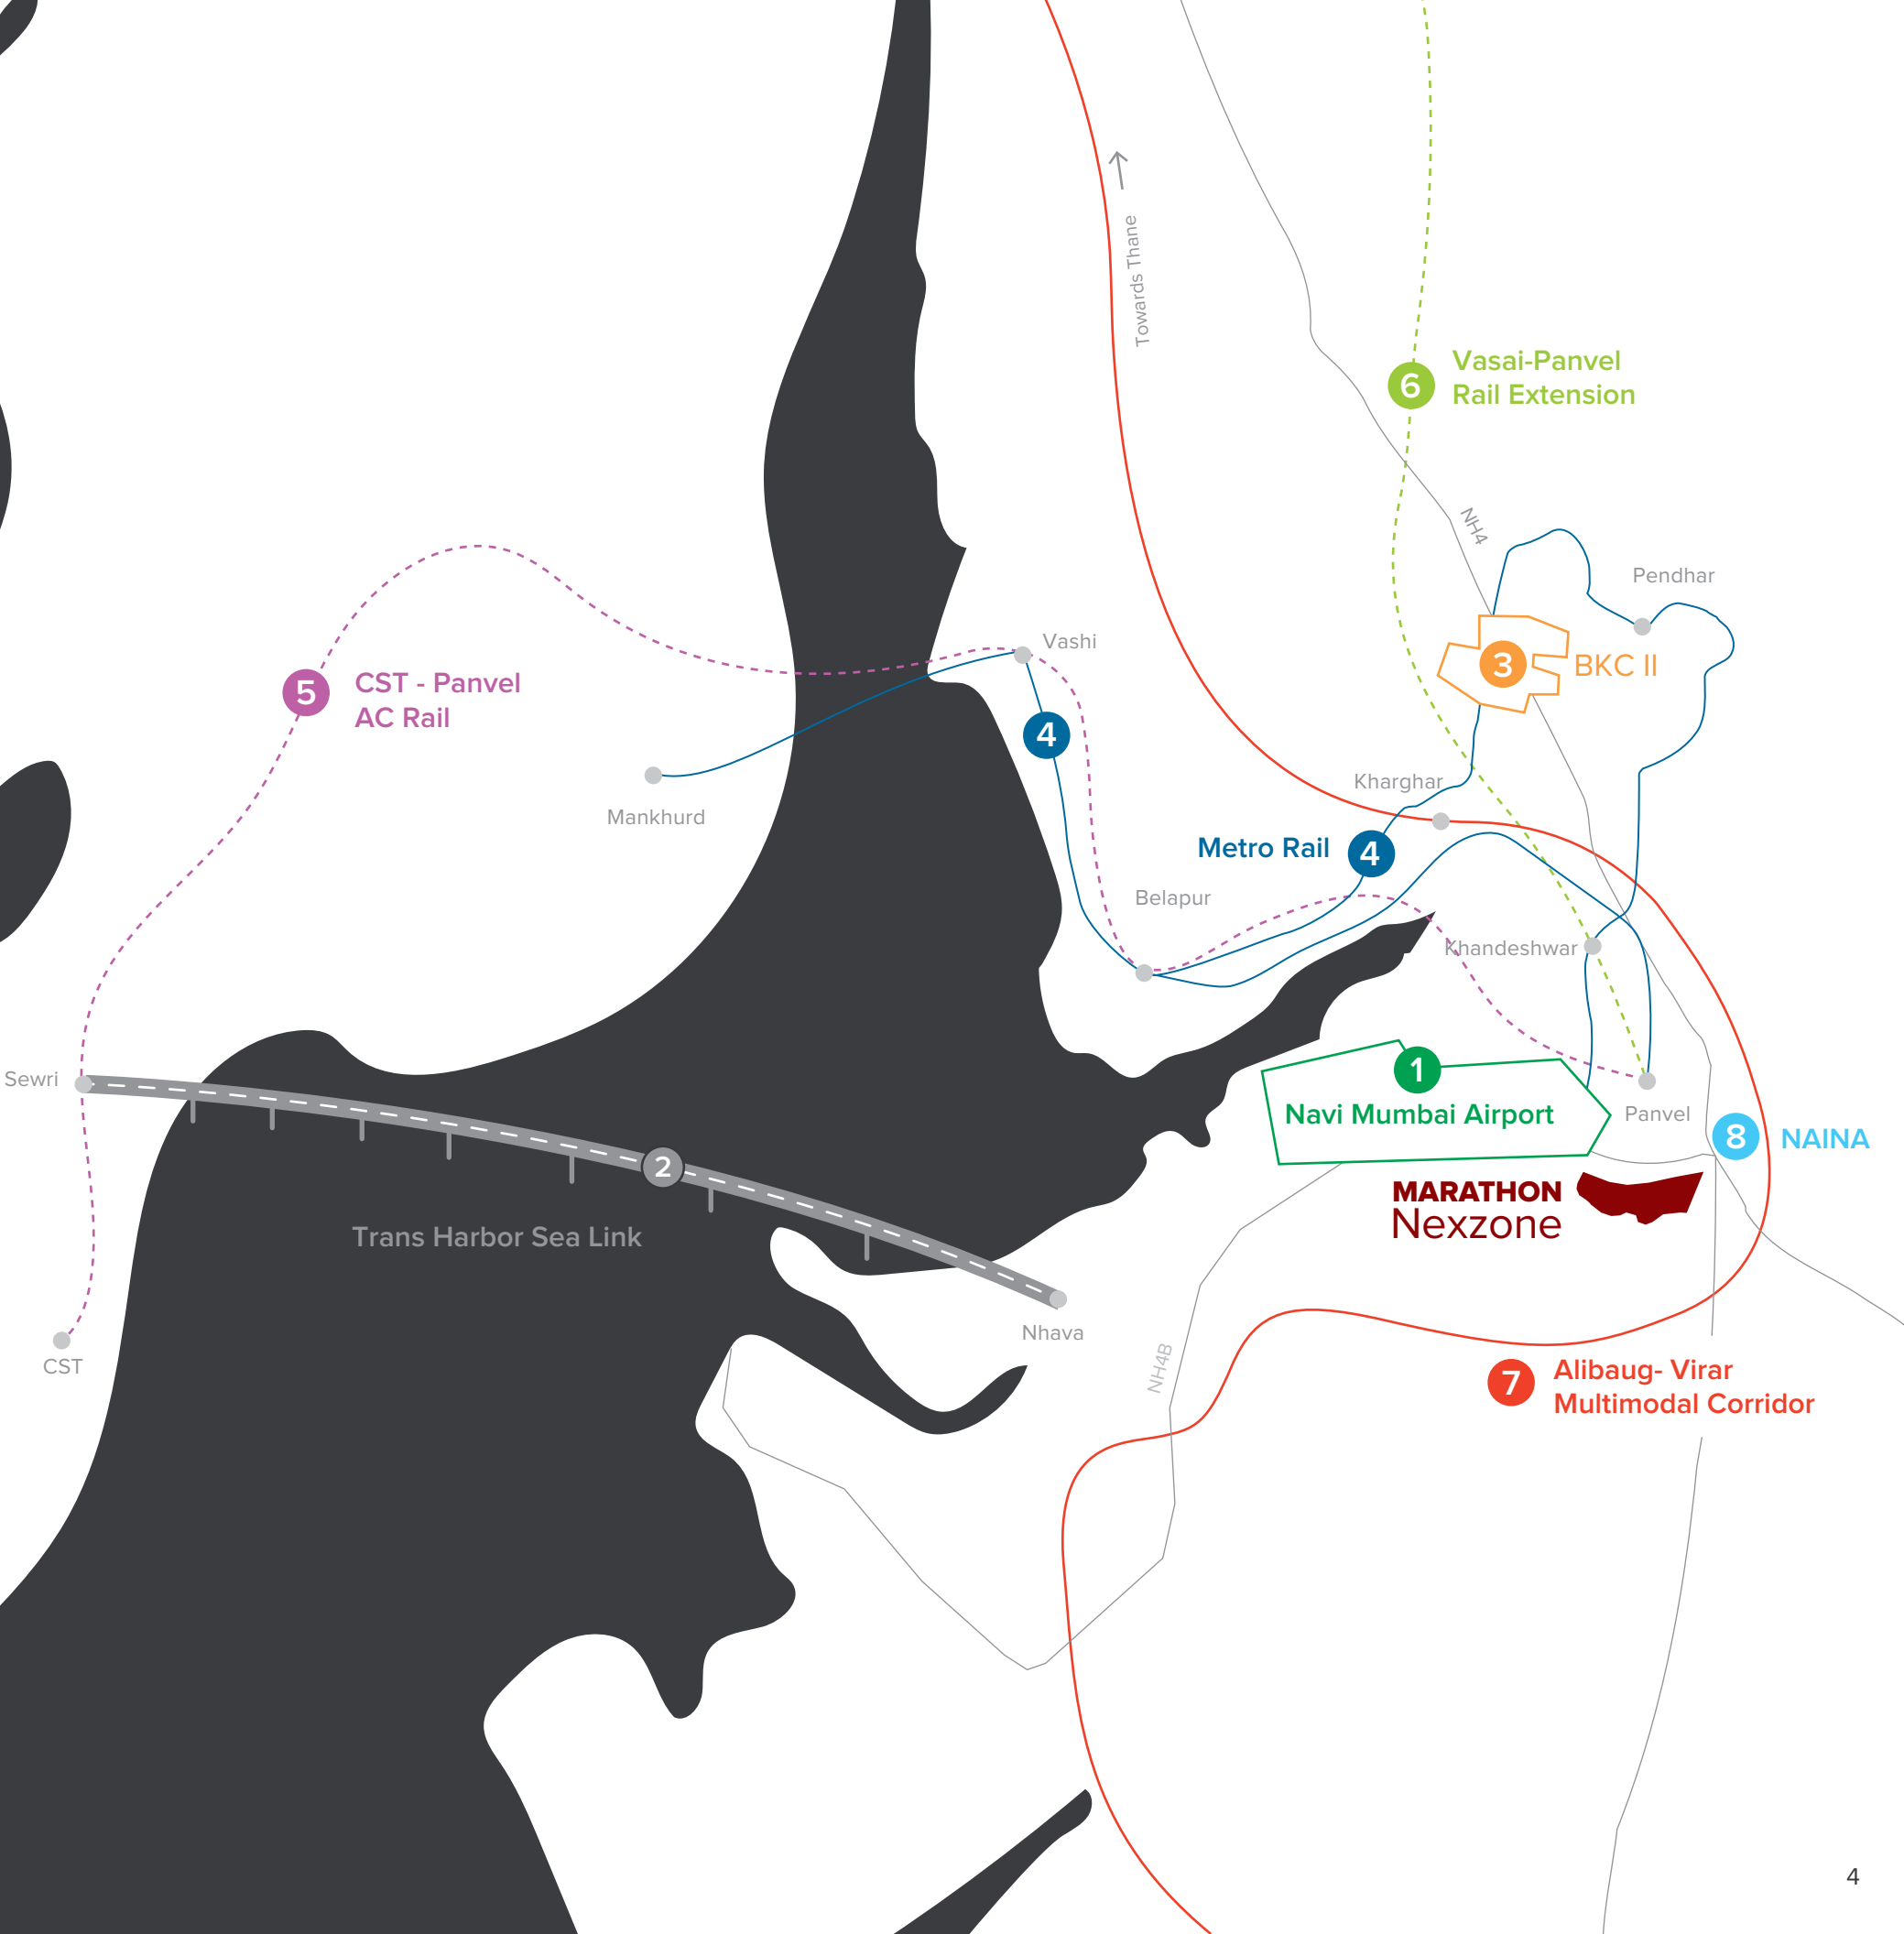 Towards Thane
6
Vasai-Panvel
Rail Extension
NH4
Pendhar
Vashi
3
BKC II
5
CST - Panvel
AC Rail
4
Kharghar
Mankhurd
Metro Rail
4
Belapur
Khandeshwar
1
Sewri
Navi Mumbai Airport
Panvel
8
NAINA
2
MARATHON
Nexzone
Trans Harbor Sea Link
Nhava
CST
NH4B
7
Alibaug- Virar
Multimodal Corridor
4